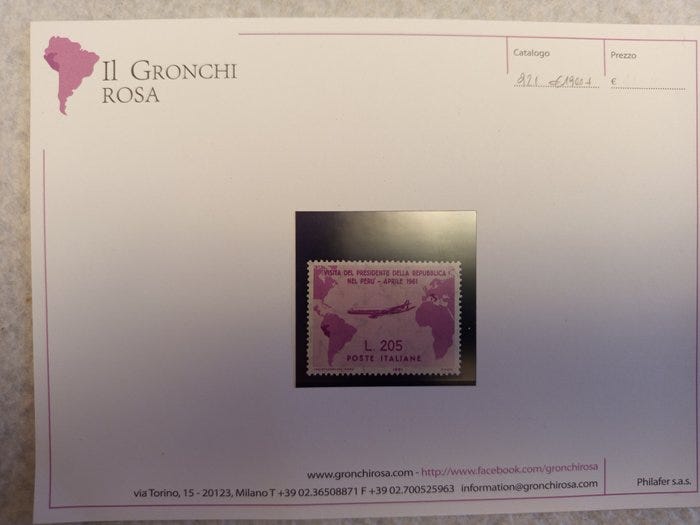 Il Gronchi
Rosa
Catalogo
Prezzo
921
€
VISITA DEL PRESIDENTE DELLA REPUBBLICA
NEL PERU' - APRILE 1961
L. 205
POSTE ITALIANE
1961
www.gronchirosa.com - http://www.facebook.com/gronchirosa
via Torino, 15 - 20123, Milano T +39 02.36508871 F +39 02.700525963 information@gronchirosa.com
Philafer s.a.s.